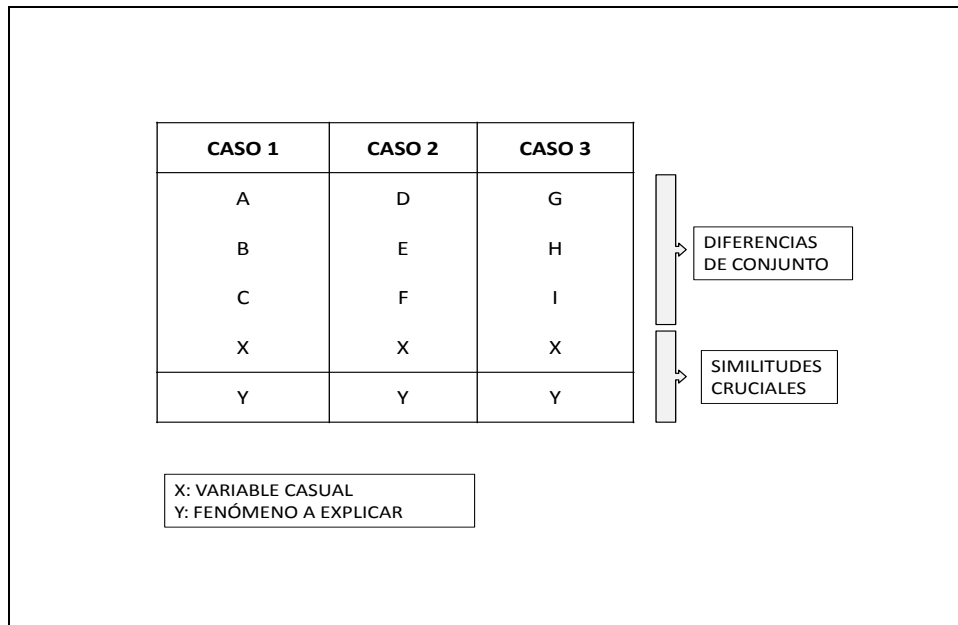 CASO 1 CASO 2 CASO 3
A D G
B E H
C F I
X X X
Y Y Y
DIFERENCIAS
DE CONJUNTO
SIMILITUDES
CRUCIALES
X: VARIABLE CASUAL
Y: FENÓMENO A EXPLICAR